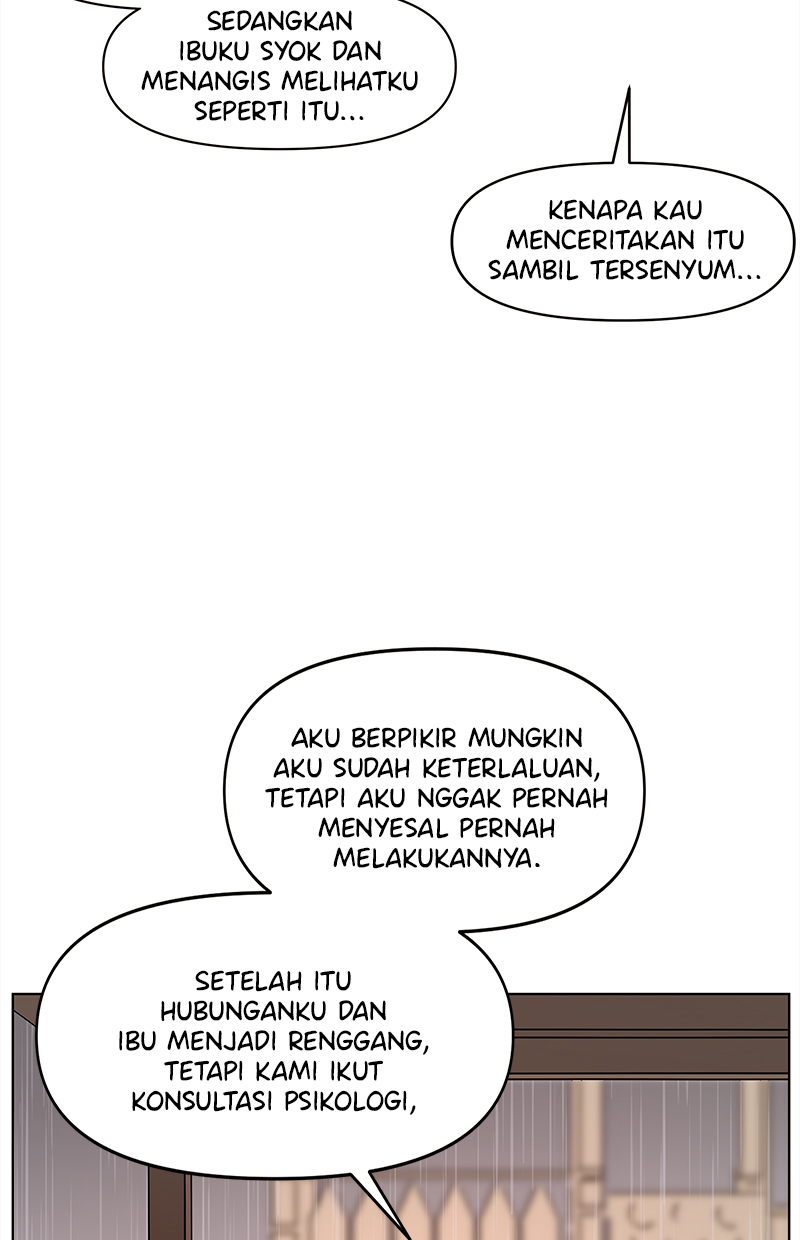 SEDANGKAN
IBUKU SYOK DAN
MENANGIS MELIHATKU
SEPERTI ITU...
KENAPA KAU
MENCERITAKAN ITU
SAMBIL TERSENYUM...
AKU BERPIKIR MUNGKIN
AKU SUDAH KETERLALUAN,
TETAPI AKU NGGAK PERNAH
MENYESAL PERNAH
MELAKUKANNYA.
SETELAH ITU
HUBUNGANKU DAN
IBU MENJADI RENGGANG,
TETAPI KAMI IKUT
KONSULTASI PSIKOLOGI,